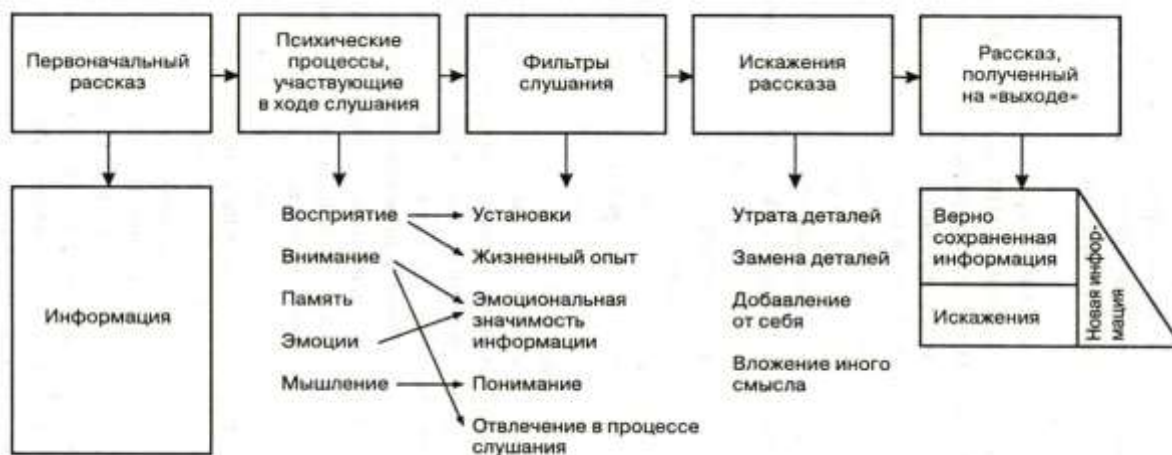 Первоначальный
рассказ
Психические
процессы,
участвующие
в ходе слушания
Фильтры
слушания
Искажения
рассказа
Рассказ,
полученный
на «выходе»
Информация
Восприятие
Внимание
Память
Эмоции
Мышление
Установки
Жизненный опыт
Эмоциональная
значимость
информации
Понимание
Отвлечение в процессе
слушания
Утрата деталей
Замена деталей
Добавление
от себя
Вложение иного
смысла
Верно
сохраненная
информация
Искажения
Новая инфор-
мация